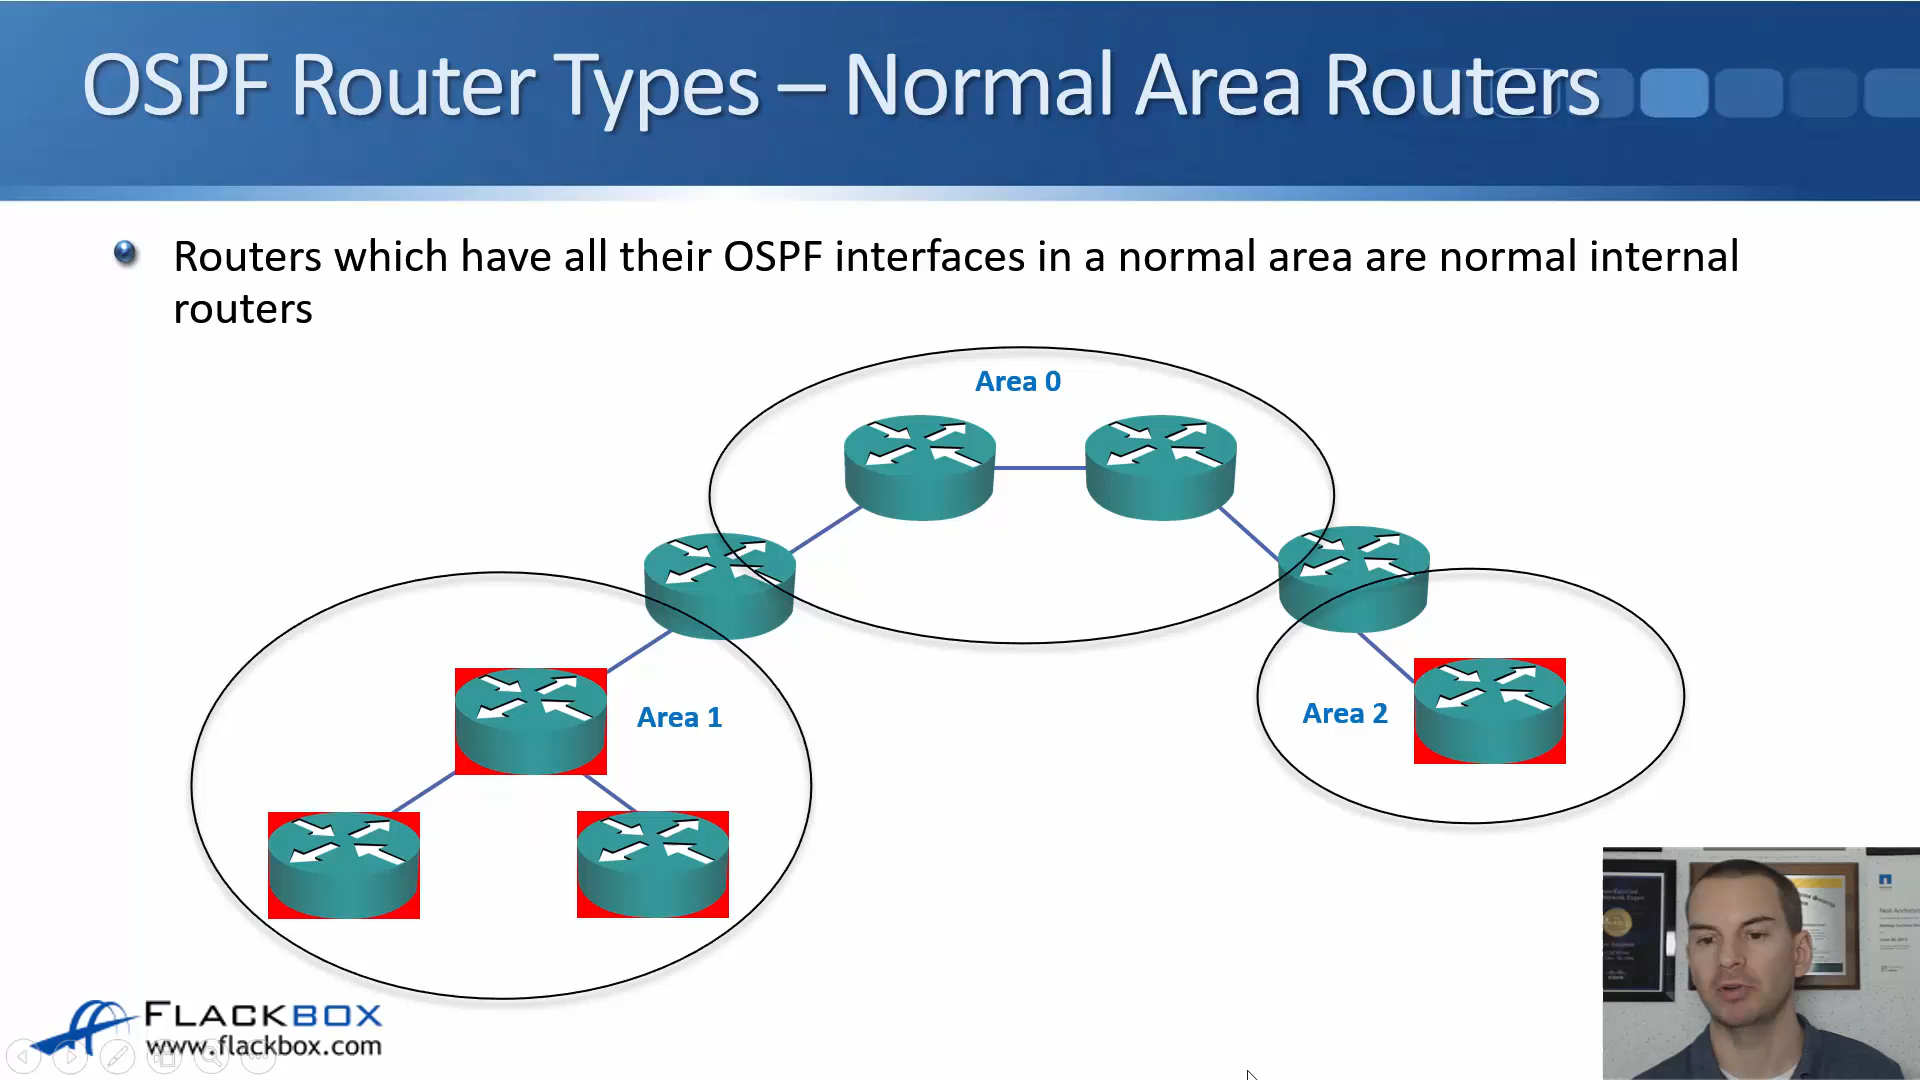 OSPF Router Types – Normal Area Routers
Routers which have all their OSPF interfaces in a normal area are normal internal
routers
Area 0
Area 1
Area 2
FLACKBOX
www.flackbox.com